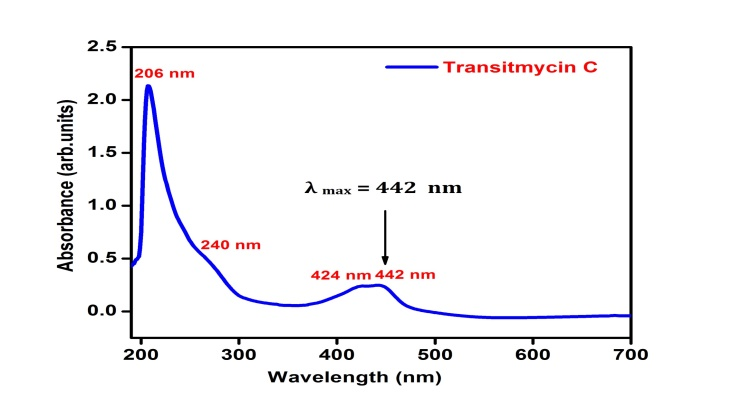 2.5
206 nm
Transitmycin C
2.0
1.5
λ max = 442 nm
1.0
240 nm
0.5
424 nm 442 nm
0.0
200 300 400 500 600 700
Wavelength (nm)
Absorbance (arb.units)